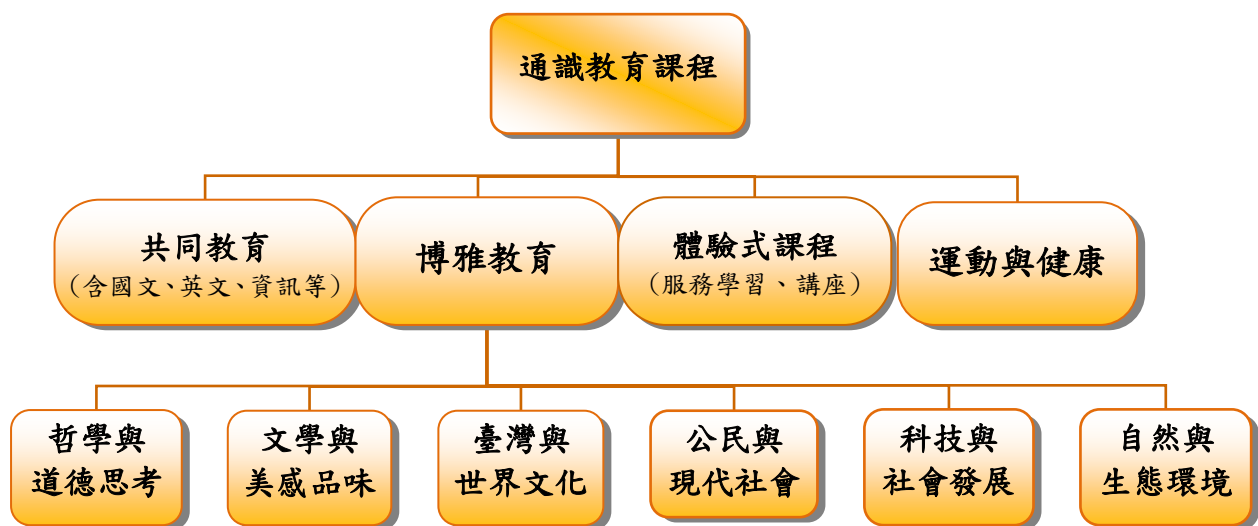 通識教育課程
共同教育
（含國文、英文、資訊等）
博雅教育
體驗式課程
（服務學習、講座）
運動與健康
哲學與
道德思考
文學與
美感品味
臺灣與
世界文化
公民與
現代社會
科技與
社會發展
自然與
生態環境